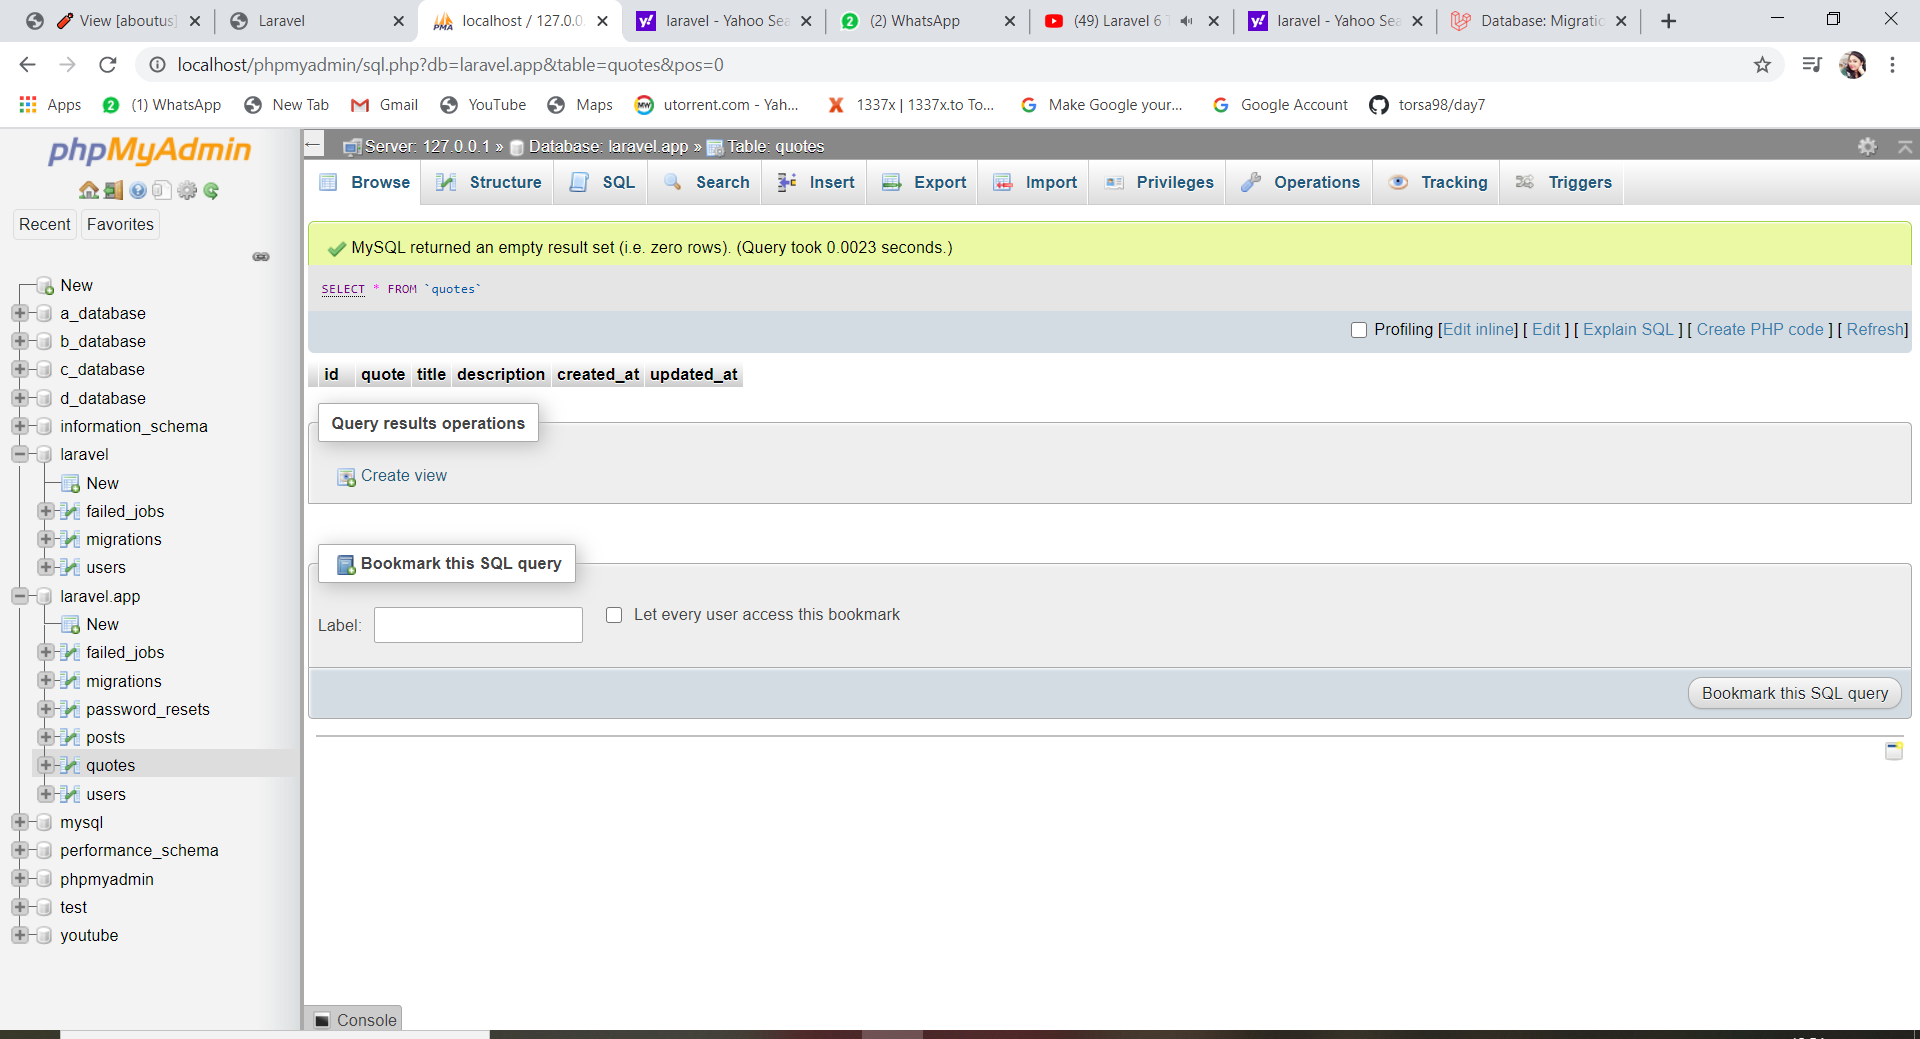 View [aboutus]
Laravel
localhost / 127.0.0.
laravel - Yahoo Sea
(2) WhatsApp
(49) Laravel 6 T
laravel - Yahoo Sea
Database: Migratio
localhost/phpmyadmin/sql.php?db=laravel.app&table=quotes&pos=0
Apps
(1) WhatsApp
New Tab
Gmail
YouTube
Maps
utorrent.com - Yah...
1337x | 1337x.to To...
Make Google your...
Google Account
torsa98/day7
phpMyAdmin
Recent
Favorites
New
a_database
b_database
c_database
d_database
information_schema
laravel
New
failed_jobs
migrations
users
laravel.app
New
failed_jobs
migrations
password_resets
posts
quotes
users
mysql
performance_schema
phpmyadmin
test
youtube
Server: 127.0.0.1 » Database: laravel.app » Table: quotes
Browse
Structure
SQL
Search
Insert
Export
Import
Privileges
Operations
Tracking
Triggers
MySQL returned an empty result set (i.e. zero rows). (Query took 0.0023 seconds.)
SELECT * FROM `quotes`
Profiling [Edit inline] [ Edit ] [ Explain SQL ] [ Create PHP code ] [ Refresh]
id quote title description created_at updated_at
Query results operations
Create view
Bookmark this SQL query
Label:
Let every user access this bookmark
Bookmark this SQL query
Console